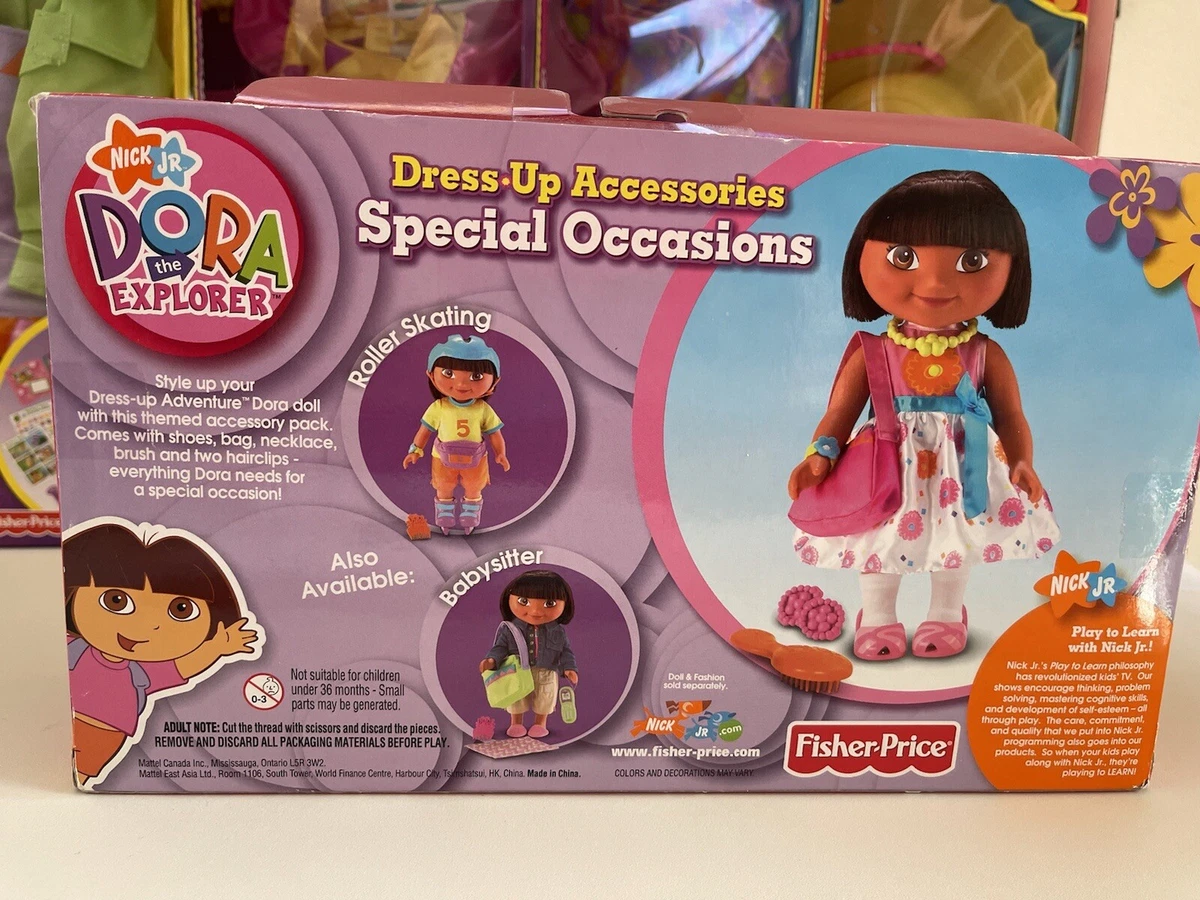 NICK JR.
DORA
the
EXPLORER™
Dress-Up Accessories
Special Occasions
Style up your
Dress-up Adventure™ Dora doll
with this themed accessory pack.
Comes with shoes, bag, necklace,
brush and two hairclips -
everything Dora needs for
a special occasion!
Roller Skating
5
Also
Available:
Babysitter
0-3
Not suitable for children
under 36 months - Small
parts may be generated.
ADULT NOTE: Cut the thread with scissors and discard the pieces.
REMOVE AND DISCARD ALL PACKAGING MATERIALS BEFORE PLAY.
Mattel Canada Inc., Mississauga, Ontario L5R 3W2.
Mattel East Asia Ltd., Room 1106, South Tower, World Finance Centre, Harbour City, Tsimshatsui, HK, China. Made in China.
Doll & Fashion
sold separately.
NICK JR .com
www.fisher-price.com
COLORS AND DECORATIONS MAY VARY.
Fisher-Price®
NICK JR
Play to Learn
with Nick Jr.!
Nick Jr.'s Play to Learn philosophy
has revolutionized kids' TV. Our
shows encourage thinking, problem
solving, mastering cognitive skills,
and development of self-esteem – all
through play. The care, commitment,
and quality that we put into Nick Jr.
programming also goes into our
products. So when your kids play
along with Nick Jr., they're
playing to LEARN!
sher-Price